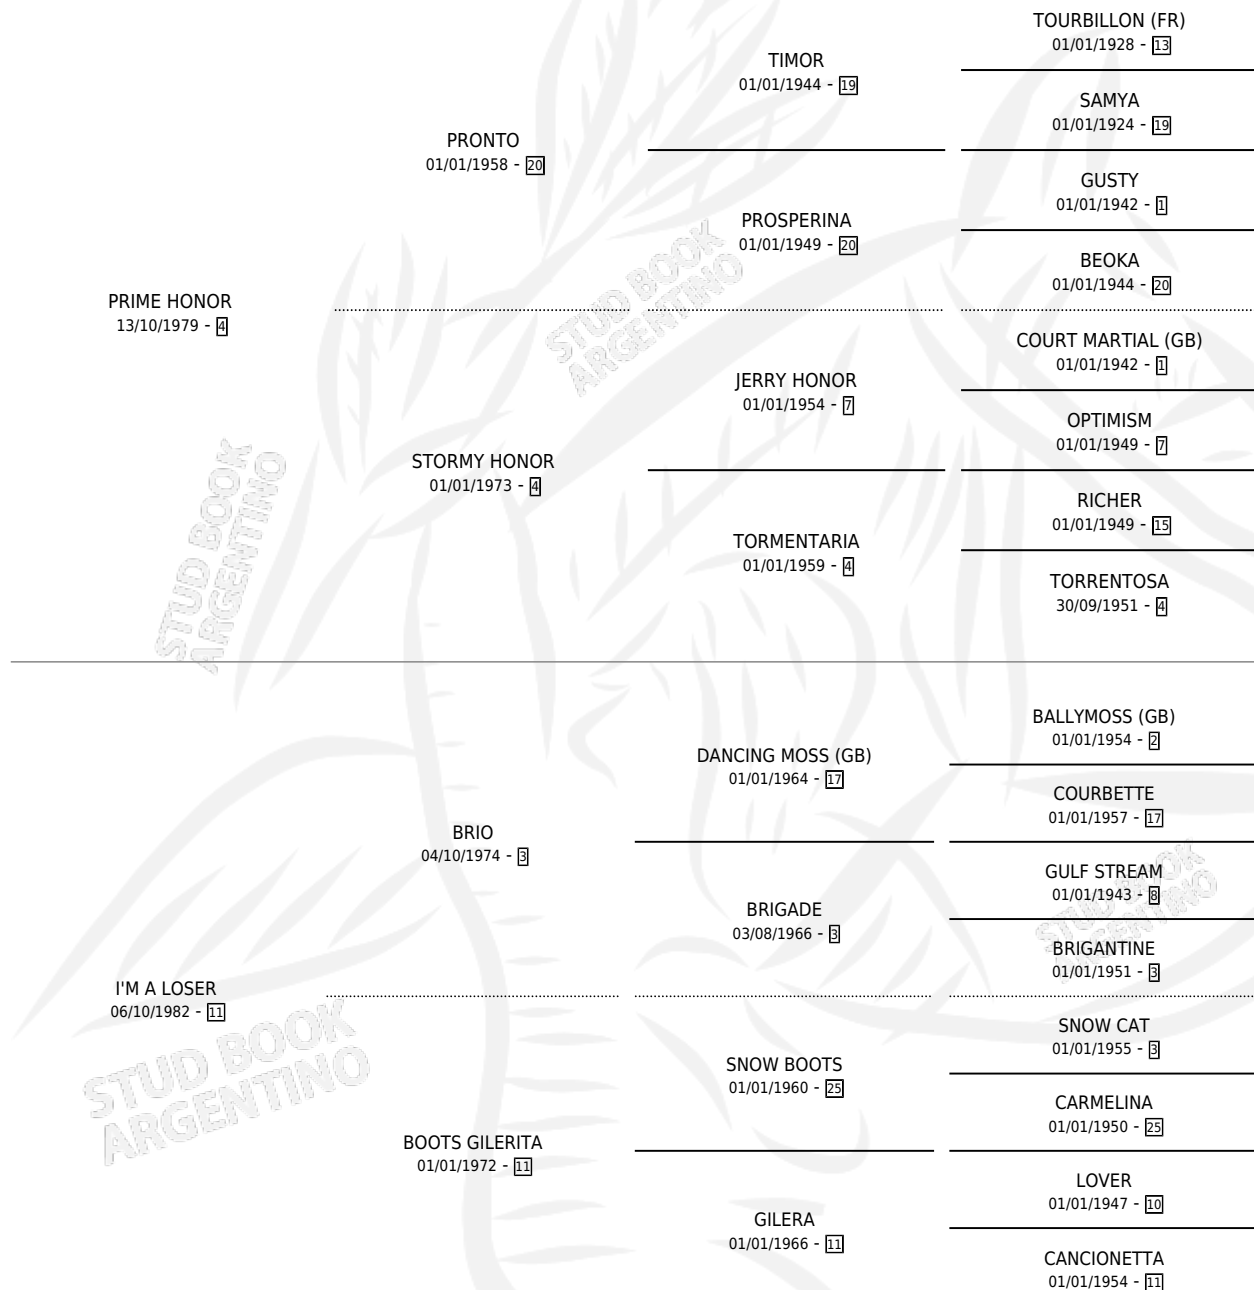 TOURBILLON (FR)
01/01/1928 - 13
TIMOR
01/01/1944 - 19
SAMYA
01/01/1924 - 19
PRONTO
01/01/1958 - 20
GUSTY
01/01/1942 - 1
PROSPERINA
01/01/1949 - 20
BEOKA
01/01/1944 - 20
PRIME HONOR
13/10/1979 - 4
STUD BOOK
ARGENTINO
COURT MARTIAL (GB)
01/01/1942 - 1
JERRY HONOR
01/01/1954 - 7
OPTIMISM
01/01/1949 - 7
STORMY HONOR
01/01/1973 - 4
RICHER
01/01/1949 - 15
TORMENTARIA
01/01/1959 - 4
TORRENTOSA
30/09/1951 - 4
STUD BOOK
ARGENTINO
BALLYMOSS (GB)
01/01/1954 - 2
DANCING MOSS (GB)
01/01/1964 - 17
COURBETTE
01/01/1957 - 17
BRIO
04/10/1974 - 3
GULF STREAM
01/01/1943 - 8
BRIGADE
03/08/1966 - 3
BRIGANTINE
01/01/1951 - 3
STUD BOOK
ARGENTINO
I'M A LOSER
06/10/1982 - 11
SNOW CAT
01/01/1955 - 3
SNOW BOOTS
01/01/1960 - 25
CARMELINA
01/01/1950 - 25
STUD BOOK
ARGENTINO
BOOTS GILERITA
01/01/1972 - 11
LOVER
01/01/1947 - 10
GILERA
01/01/1966 - 11
CANCIONETTA
01/01/1954 - 11